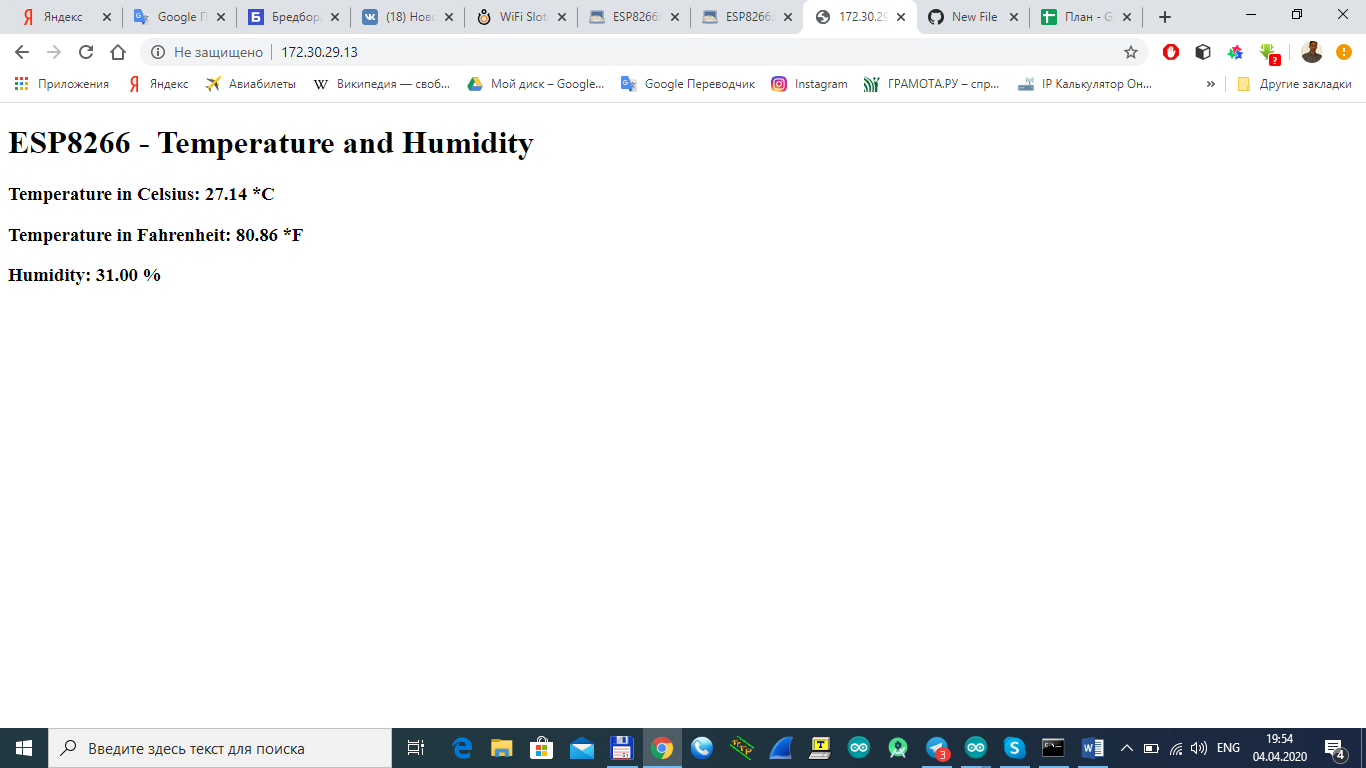 Яндекс
Google П
Бредбор
(18) Ново
WiFi Slot
ESP8266
ESP8266
172.30.29
New File
План - G
Не защищено
172.30.29.13
Приложения
Яндекс
Авиабилеты
Википедия — своб...
Мой диск – Google...
Google Переводчик
Instagram
ГРАМОТА.РУ – спр...
IP Калькулятор Он...
»
Другие закладки
ESP8266 - Temperature and Humidity
Temperature in Celsius: 27.14 *C
Temperature in Fahrenheit: 80.86 *F
Humidity: 31.00 %
Введите здесь текст для поиска
3
ENG
19:54
04.04.2020
4